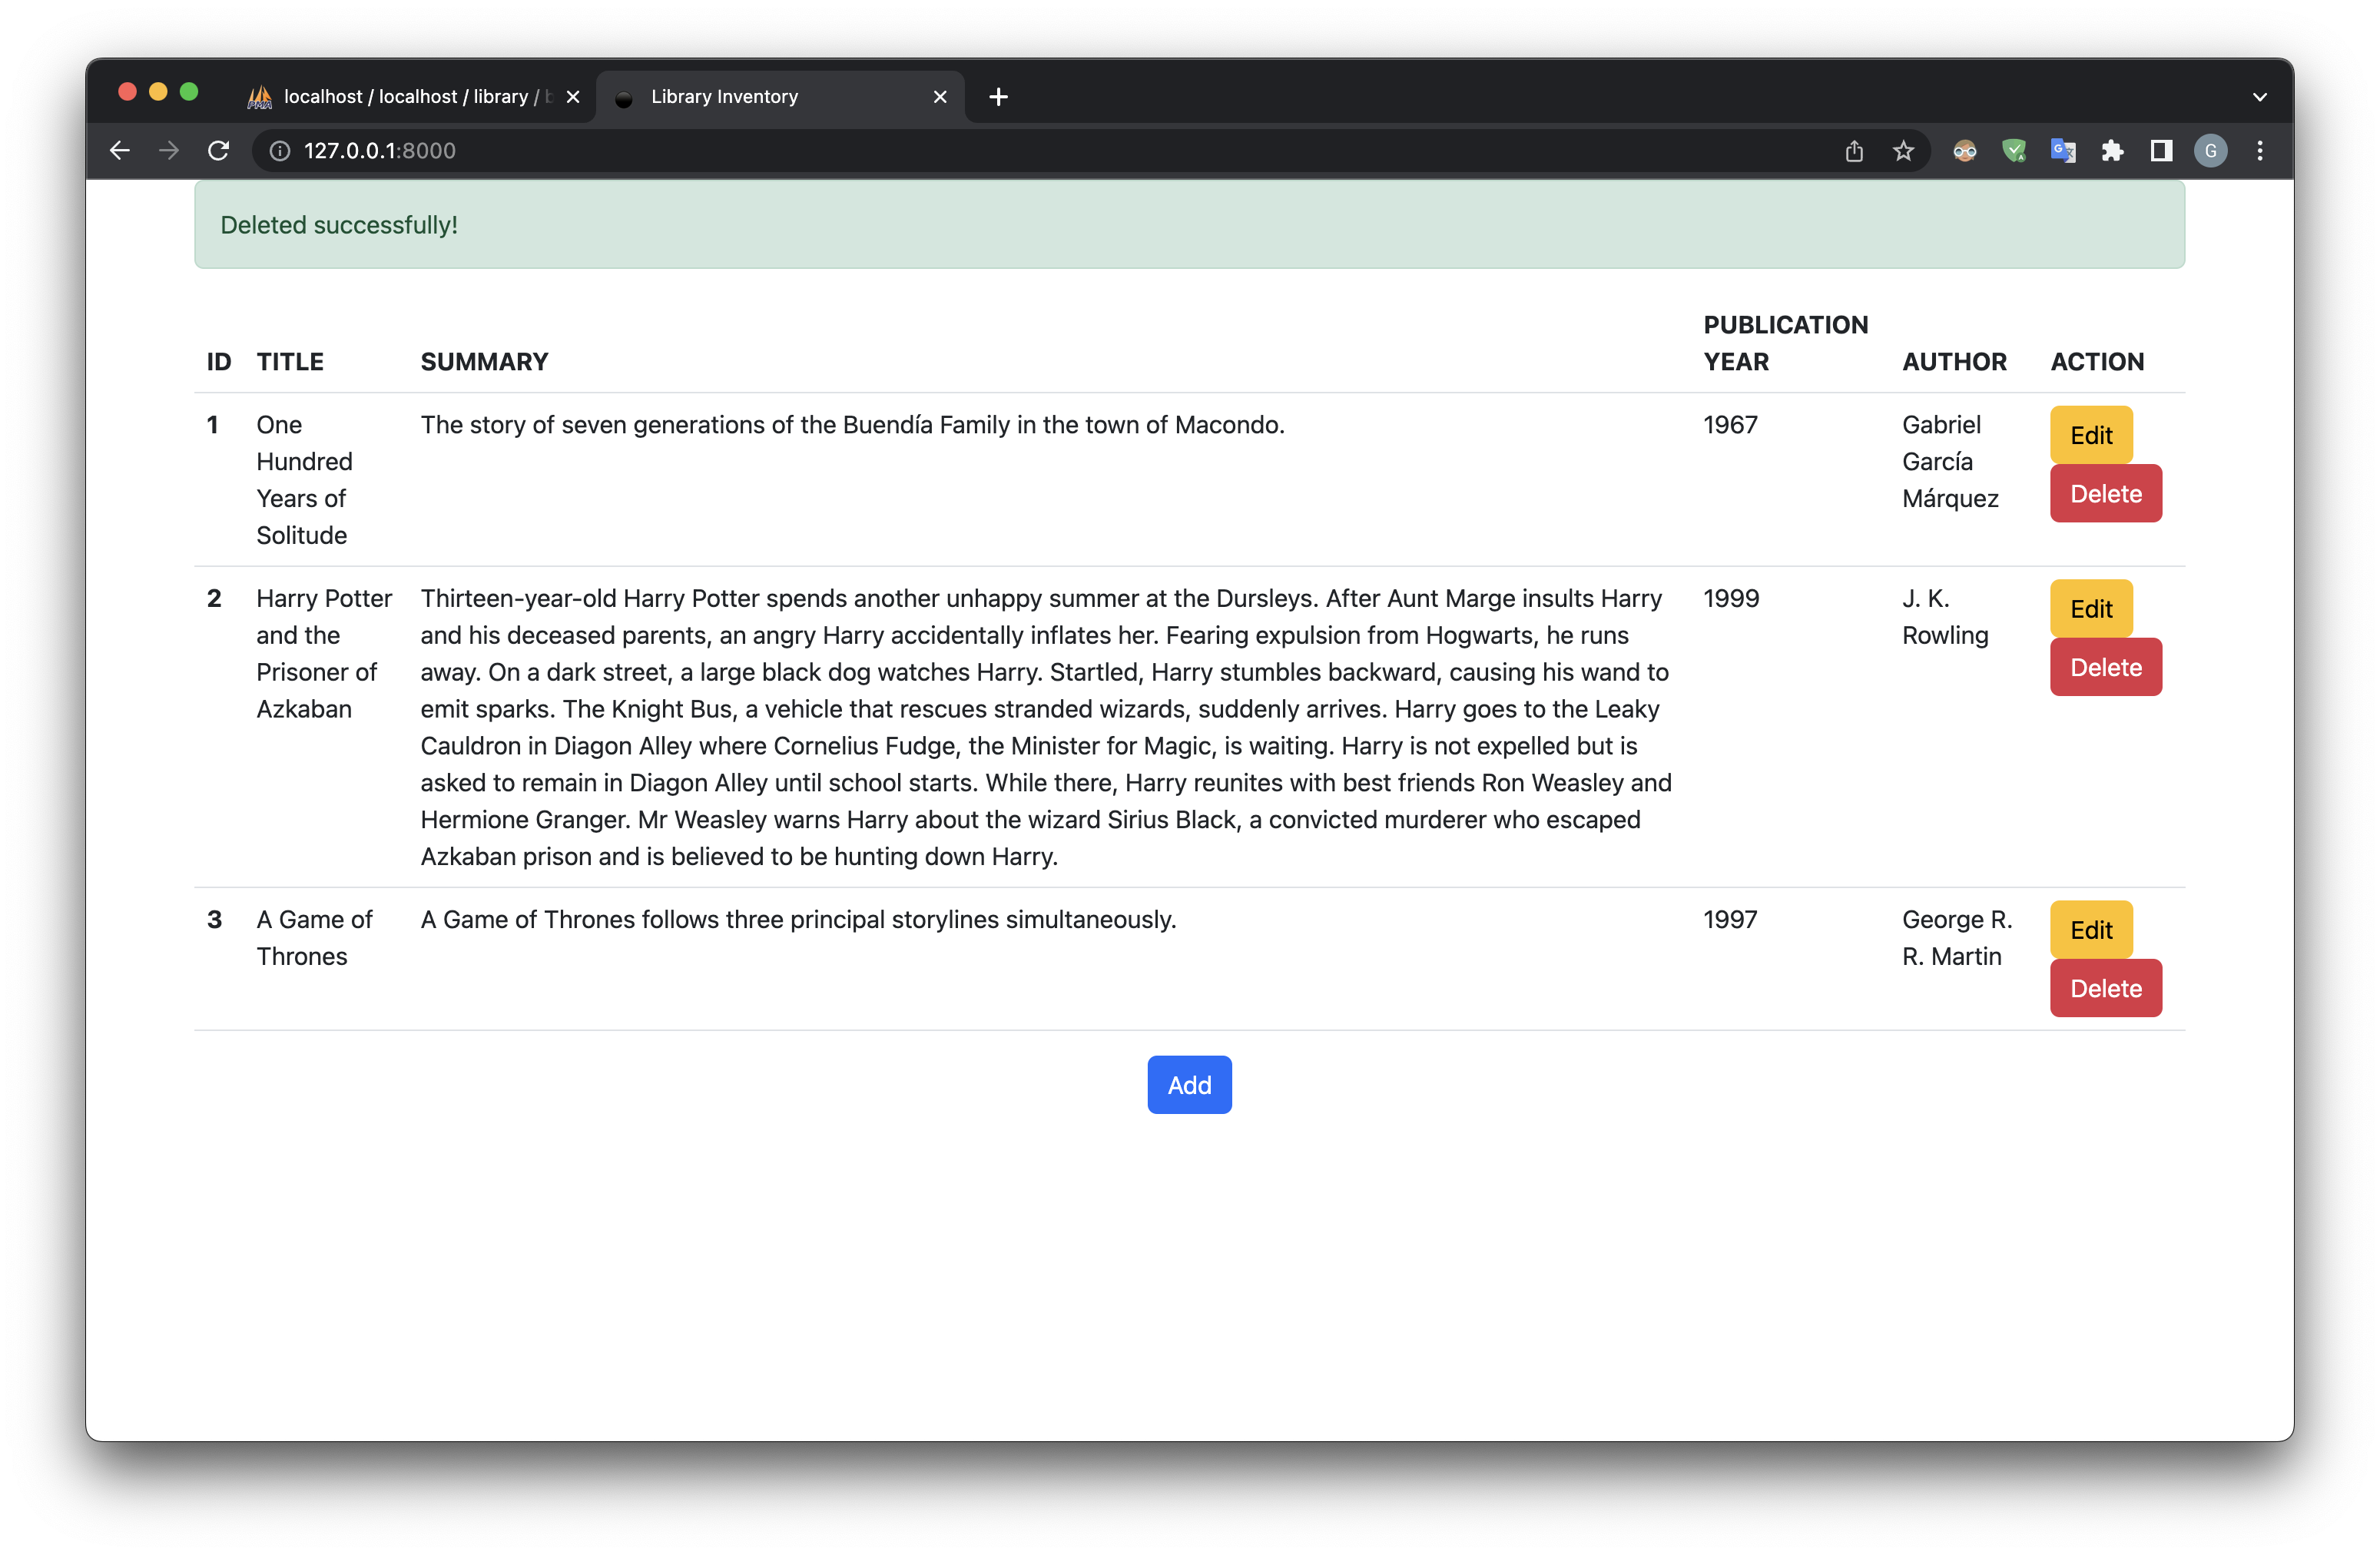 localhost / localhost / library /
Library Inventory
127.0.0.1:8000
G
Deleted successfully!
ID TITLE SUMMARY PUBLICATION YEAR AUTHOR ACTION
1
One
Hundred
Years of
Solitude
The story of seven generations of the Buendía Family in the town of Macondo.
1967
Gabriel
García
Márquez
Edit
Delete
2
Harry Potter
and the
Prisoner of
Azkaban
Thirteen-year-old Harry Potter spends another unhappy summer at the Dursleys. After Aunt Marge insults Harry
and his deceased parents, an angry Harry accidentally inflates her. Fearing expulsion from Hogwarts, he runs
away. On a dark street, a large black dog watches Harry. Startled, Harry stumbles backward, causing his wand to
emit sparks. The Knight Bus, a vehicle that rescues stranded wizards, suddenly arrives. Harry goes to the Leaky
Cauldron in Diagon Alley where Cornelius Fudge, the Minister for Magic, is waiting. Harry is not expelled but is
asked to remain in Diagon Alley until school starts. While there, Harry reunites with best friends Ron Weasley and
Hermione Granger. Mr Weasley warns Harry about the wizard Sirius Black, a convicted murderer who escaped
Azkaban prison and is believed to be hunting down Harry.
1999
J. K.
Rowling
Edit
Delete
3
A Game of
Thrones
A Game of Thrones follows three principal storylines simultaneously.
1997
George R.
R. Martin
Edit
Delete
Add